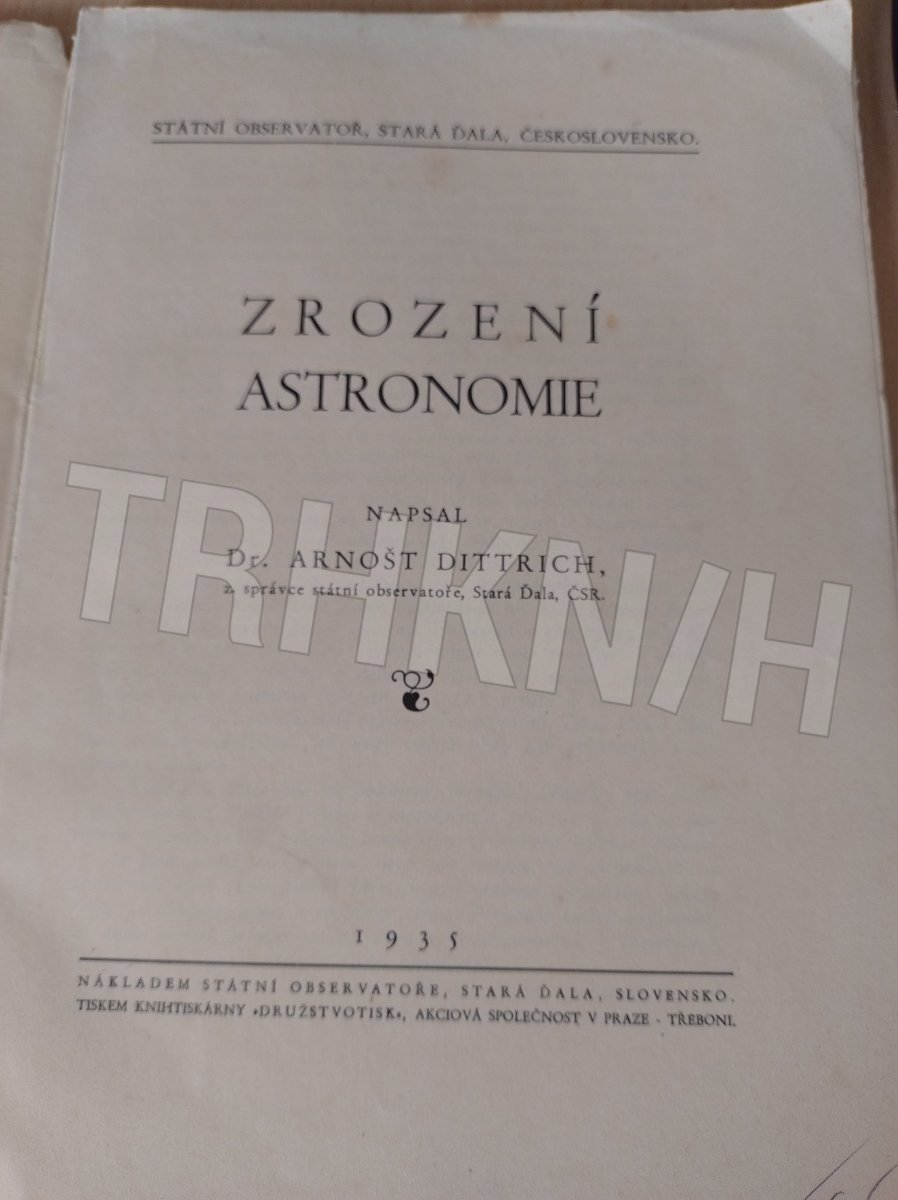 STÁTNÍ OBSERVATOŘ, STARÁ ĎALA, ČESKOSLOVENSKO.
ZROZENÍ
ASTRONOMIE
NAPSAL
Dr. ARNOŠT DITTRICH,
z. správce státní observatoře, Stará Ďala, ČSR.
TRHKNIH
1935
NÁKLADEM STÁTNÍ OBSERVATOŘE, STARÁ ĎALA, SLOVENSKO.
TISKEM KNIHTISKÁRNY »DRUŽSTVOTISK«, AKCIOVÁ SPOLEČNOST V PRAZE - TŘEBONI.